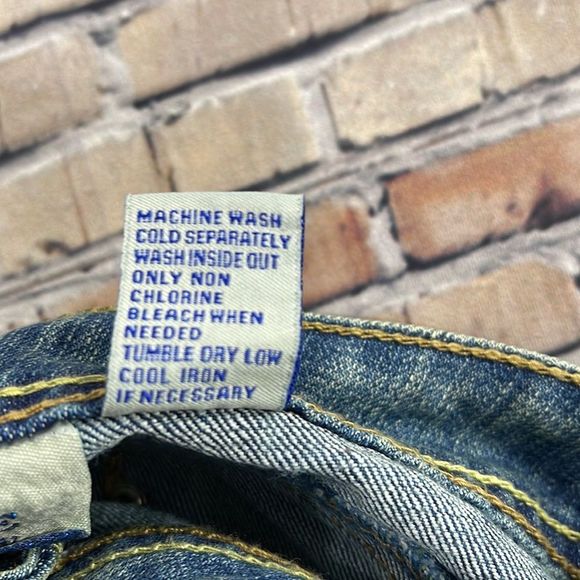 MACHINE WASH
COLD SEPARATELY
WASH INSIDE OUT
ONLY NON
CHLORINE
BLEACH WHEN
NEEDED
TUMBLE DRY LOW
COOL IRON
IF NECESSARY